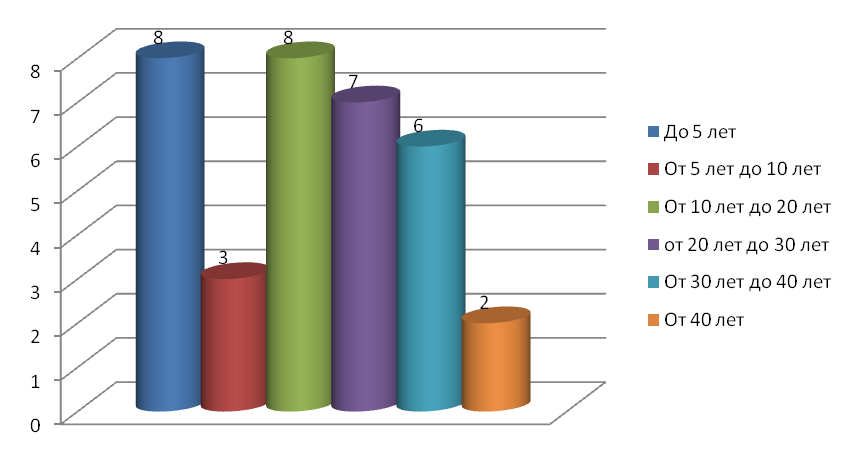 8
3
8
7
6
2
8
7
6
5
4
3
2
1
0
До 5 лет
От 5 лет до 10 лет
От 10 лет до 20 лет
от 20 лет до 30 лет
От 30 лет до 40 лет
От 40 лет